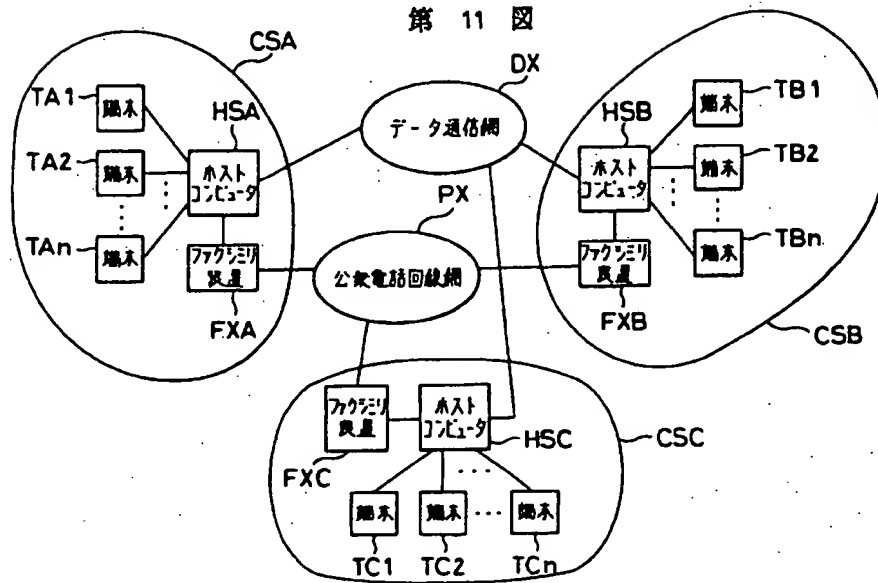 第 11 図
CSA
DX
TA1
端末
HSA
データ通信網
HSB
端末
TB1
TA2
端末
ホスト
コンピュータ
ホスト
コンピュータ
端末
TB2
PX
TAn
端末
ファクシミリ
装置
公衆電話回線網
ファクシミリ
装置
端末
TBn
FXA
FXB
CSB
ファクシミリ
装置
ホスト
コンピュータ
HSC
CSC
FXC
端末
端末
端末
TC1
TC2
TCn